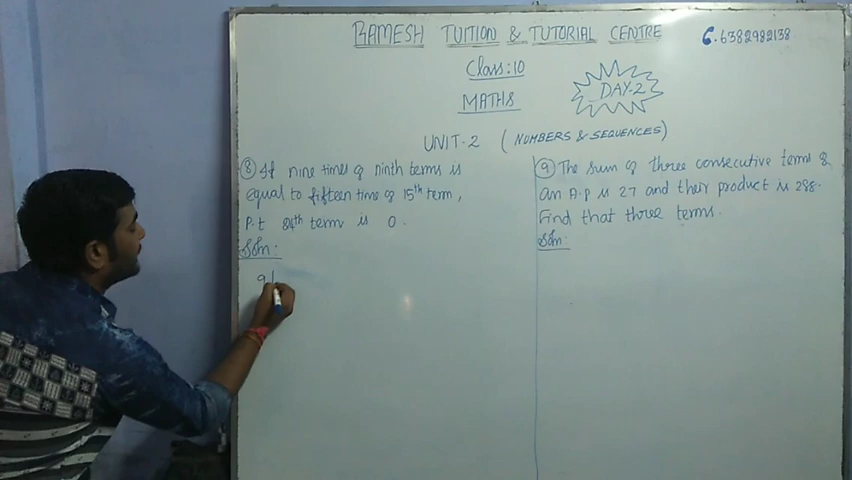 RAMESH TUITION & TUTORIAL CENTRE
6382982138
Class:10
MATHS
DAY-2
UNIT-2 ( NUMBERS & SEQUENCES)
⑧ If nine times of ninth terms is
equal to fifteen time of 15th term,
P.t 24th term is 0.
Soln:
9
⑨ The sum of three consecutive terms of
an A.P is 27 and their product is 288.
Find that three terms.
Soln: